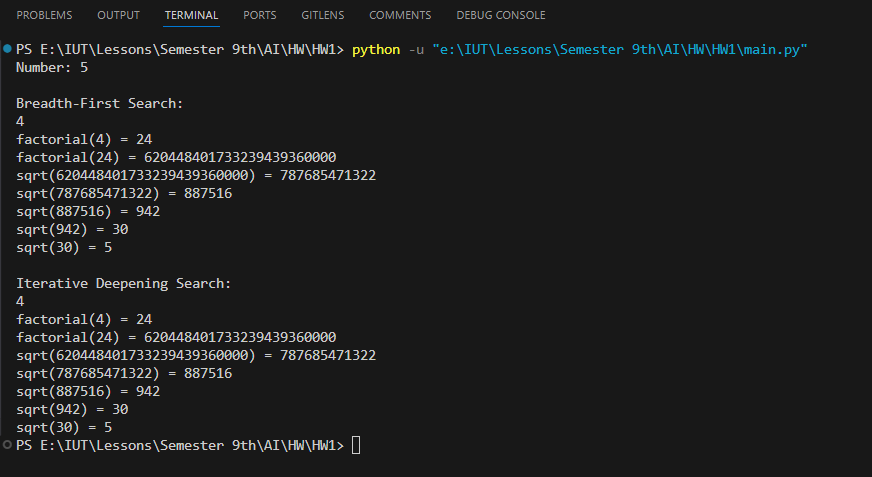 PROBLEMS OUTPUT TERMINAL PORTS GITLENS COMMENTS DEBUG CONSOLE
PS E:\IUT\Lessons\Semester 9th\AI\HW\HW1> python -u "e:\IUT\Lessons\Semester 9th\AI\HW\HW1\main.py"
Number: 5

Breadth-First Search:
4
factorial(4) = 24
factorial(24) = 620448401733239439360000
sqrt(620448401733239439360000) = 787685471322
sqrt(787685471322) = 887516
sqrt(887516) = 942
sqrt(942) = 30
sqrt(30) = 5

Iterative Deepening Search:
4
factorial(4) = 24
factorial(24) = 620448401733239439360000
sqrt(620448401733239439360000) = 787685471322
sqrt(787685471322) = 887516
sqrt(887516) = 942
sqrt(942) = 30
sqrt(30) = 5
PS E:\IUT\Lessons\Semester 9th\AI\HW\HW1>